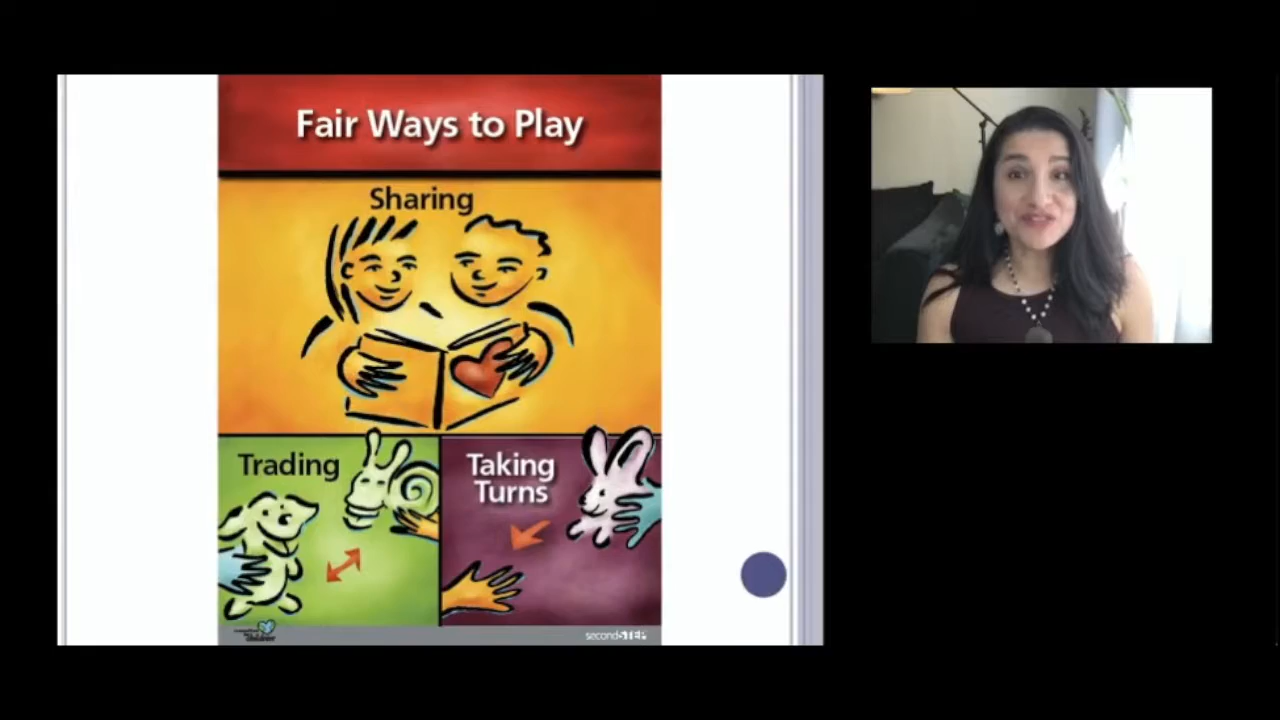 Fair Ways to Play
Sharing
Trading
Taking
Turns
second STEP